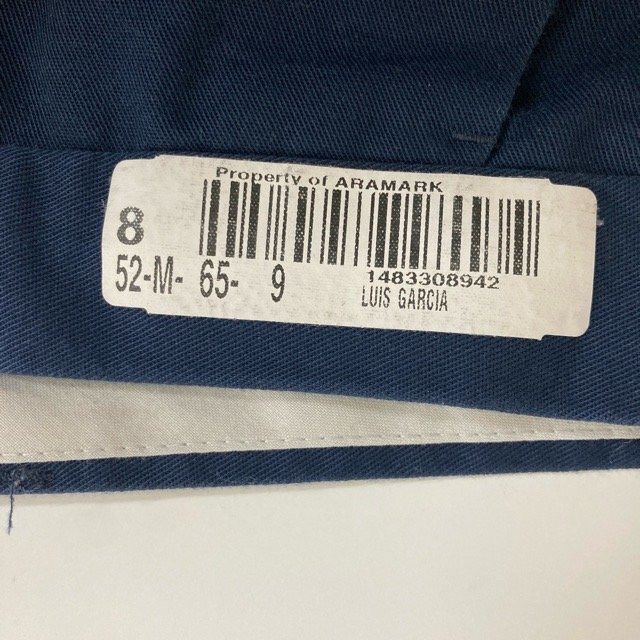 Property of ARAMARK
8
1483308942
52-M- 65- 9
LUIS GARCIA